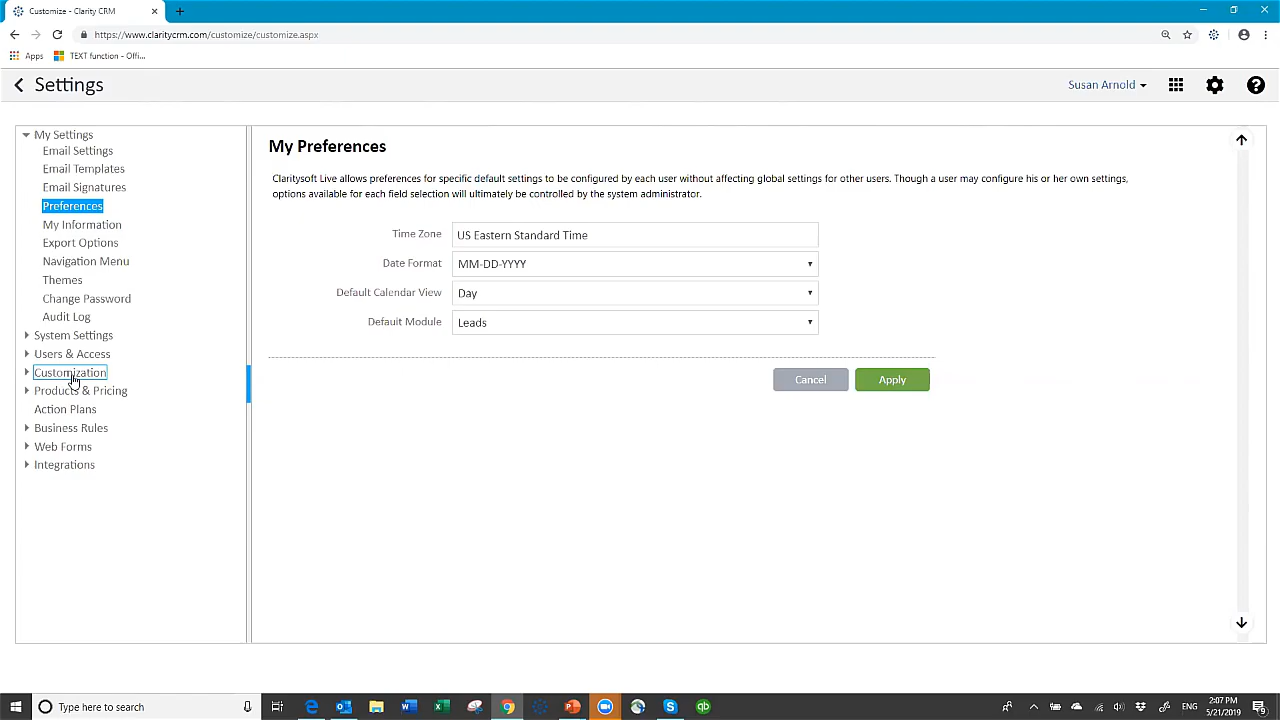 Customize - Clarity CRM
https://www.claritycrm.com/customize/customize.aspx
Apps
TEXT function - Offi...
Settings
Susan Arnold
My Settings
Email Settings
Email Templates
Email Signatures
Preferences
My Information
Export Options
Navigation Menu
Themes
Change Password
Audit Log
System Settings
Users & Access
Customization
Products & Pricing
Action Plans
Business Rules
Web Forms
Integrations
My Preferences
Claritysoft Live allows preferences for specific default settings to be configured by each user without affecting global settings for other users. Though a user may configure his or her own settings,
options available for each field selection will ultimately be controlled by the system administrator.
Time Zone
US Eastern Standard Time
Date Format
MM-DD-YYYY
Default Calendar View
Day
Default Module
Leads
Cancel
Apply
Type here to search
ENG
2:07 PM
5/21/2019